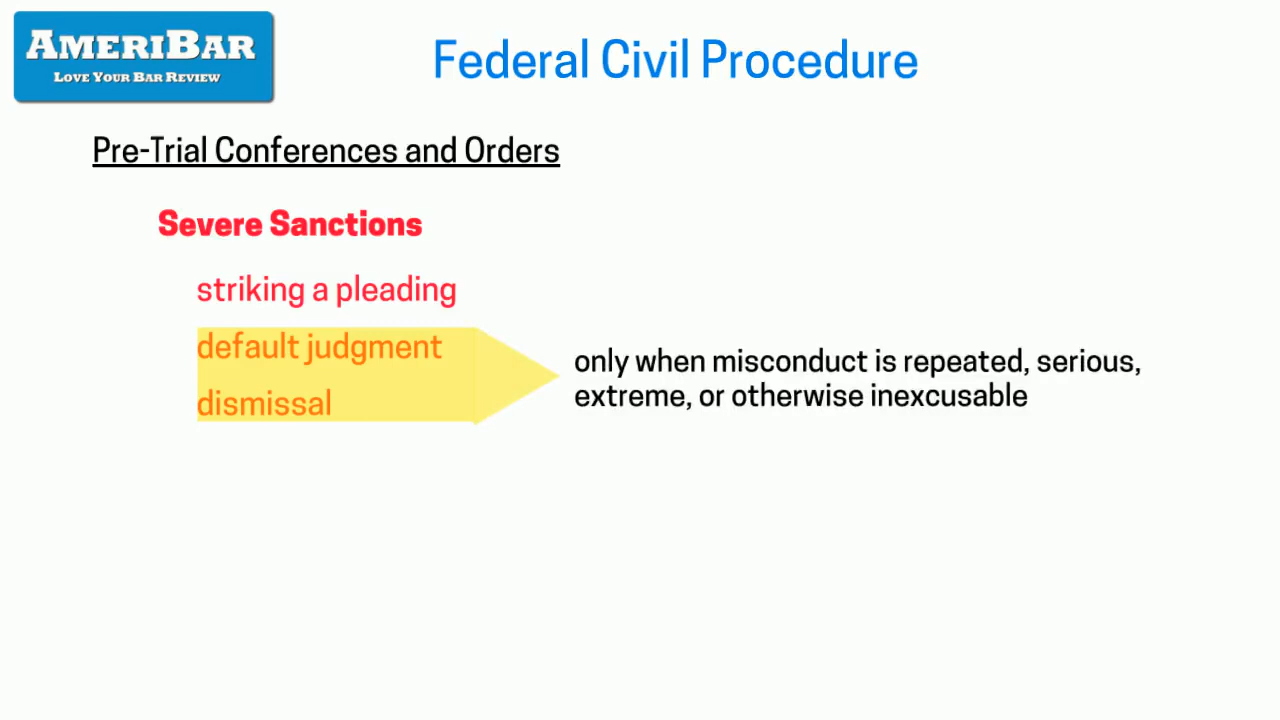 AMERIBAR
LOVE YOUR BAR REVIEW
Federal Civil Procedure
Pre-Trial Conferences and Orders
Severe Sanctions
striking a pleading
default judgment
dismissal
only when misconduct is repeated, serious,
extreme, or otherwise inexcusable